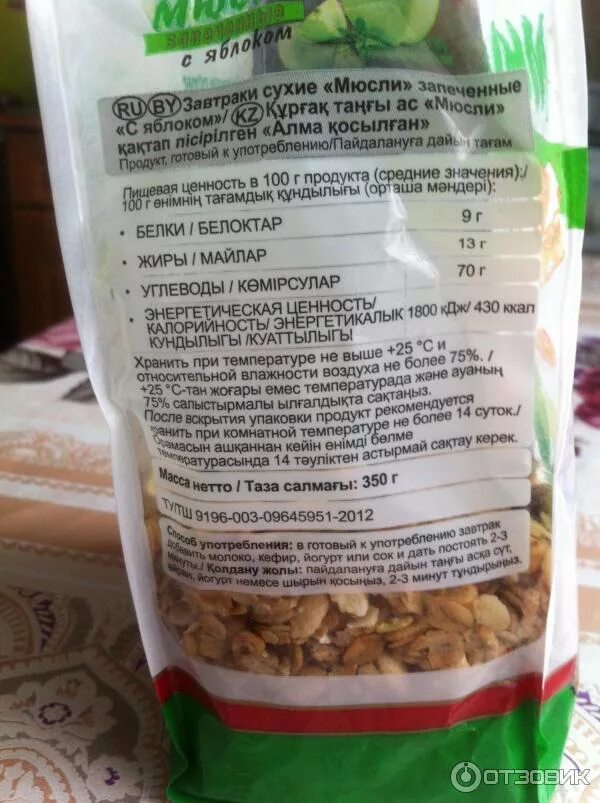 Мюсли
запеченные
с яблоком
RU BY Завтраки сухие «Мюсли» запеченные
«С яблоком»/ KZ Құрғақ таңғы ас «Мюсли»
қақтап пісірілген «Алма қосылған»
Продукт, готовый к употреблению/Пайдалануға дайын тағам
Пищевая ценность в 100 г продукта (средние значения):/
100 г өнімнің тағамдық құндылығы (орташа мәндері):
· БЕЛКИ / БЕЛОКТАР 9 г
· ЖИРЫ / МАЙЛАР 13 г
· УГЛЕВОДЫ / КӨМІРСУЛАР 70 г
· ЭНЕРГЕТИЧЕСКАЯ ЦЕННОСТЬ/
КАЛОРИЙНОСТЬ/ ЭНЕРГЕТИКАЛЫК 1800 кДж/ 430 ккал
КУНДЫЛЫГЫ /КУАТТЫЛЫГЫ
Хранить при температуре не выше +25 °С и
относительной влажности воздуха не более 75%. /
+25 °С-тан жоғары емес температурада және ауаның
75% салыстырмалы ылғалдықта сақтаңыз.
После вскрытия упаковки продукт рекомендуется
хранить при комнатной температуре не более 14 суток./
Орамасын ашқаннан кейін өнімді бөлме
температурасында 14 тәуліктен астырмай сақтау керек.
Масса нетто / Таза салмағы: 350 г
ТУ/ТШ 9196-003-09645951-2012
Способ употребления: в готовый к употреблению завтрак
добавить молоко, кефир, йогурт или сок и дать постоять 2-3
минуты./ Қолдану жолы: пайдалануға дайын таңғы асқа сүт,
айран, йогурт немесе шырын қосыңыз, 2-3 минут тұндырыңыз.
ОТЗОВИК